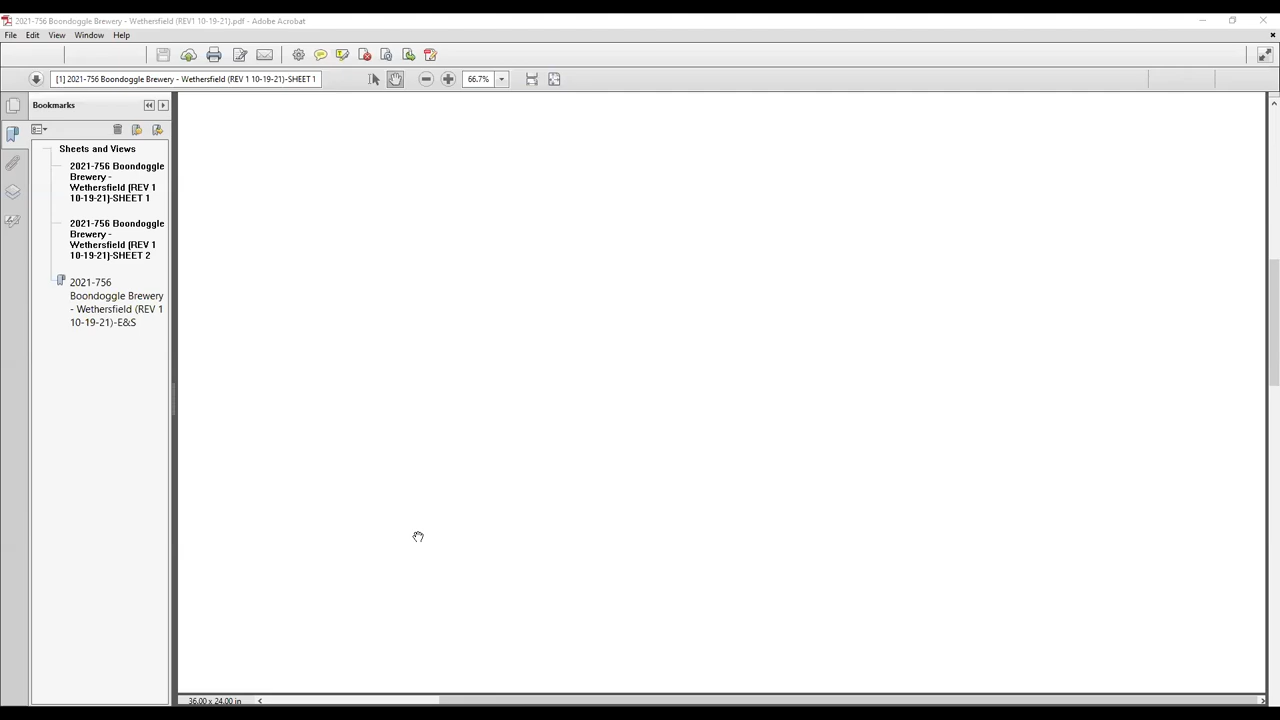 2021-756 Boondoggle Brewery - Wethersfield (REV1 10-19-21).pdf - Adobe Acrobat
File Edit View Window Help
[1] 2021-756 Boondoggle Brewery - Wethersfield (REV 1 10-19-21)-SHEET 1
66.7%
Bookmarks
Sheets and Views
2021-756 Boondoggle
Brewery -
Wethersfield (REV 1
10-19-21)-SHEET 1
2021-756 Boondoggle
Brewery -
Wethersfield (REV 1
10-19-21)-SHEET 2
2021-756
Boondoggle Brewery
- Wethersfield (REV 1
10-19-21)-E&S
36.00 x 24.00 in